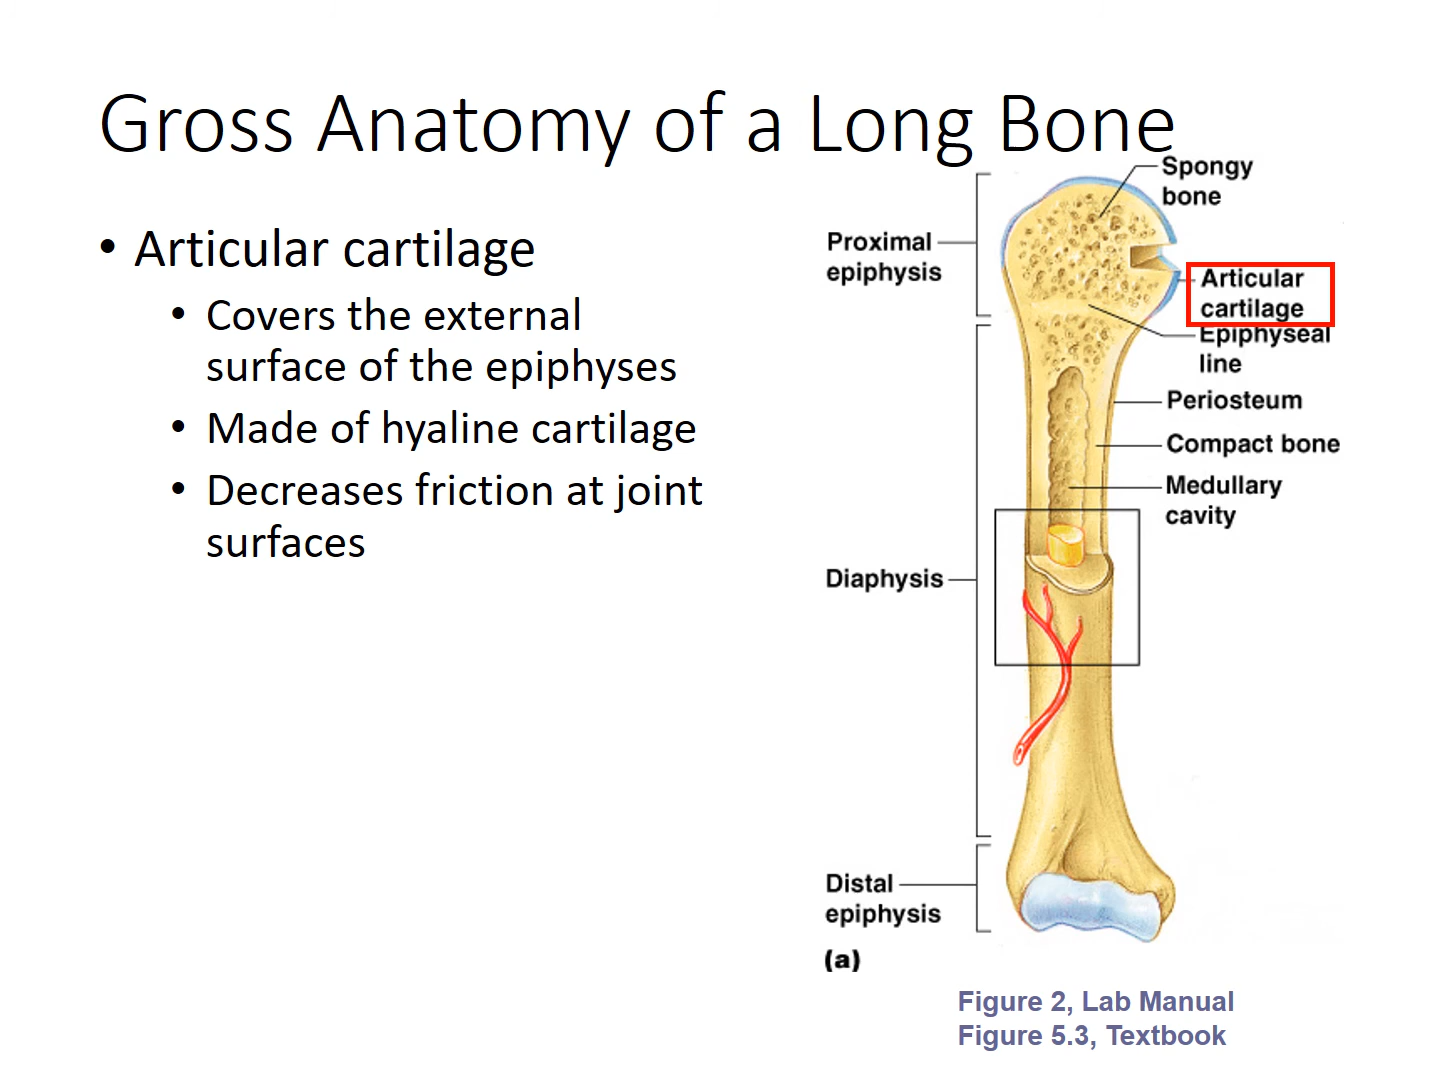 Gross Anatomy of a Long Bone
• Articular cartilage
• Covers the external
surface of the epiphyses
• Made of hyaline cartilage
• Decreases friction at joint
surfaces
Spongy
bone
Proximal
epiphysis
Articular
cartilage
Epiphyseal
line
Periosteum
Compact bone
Medullary
cavity
Diaphysis
Distal
epiphysis
(a)
Figure 2, Lab Manual
Figure 5.3, Textbook